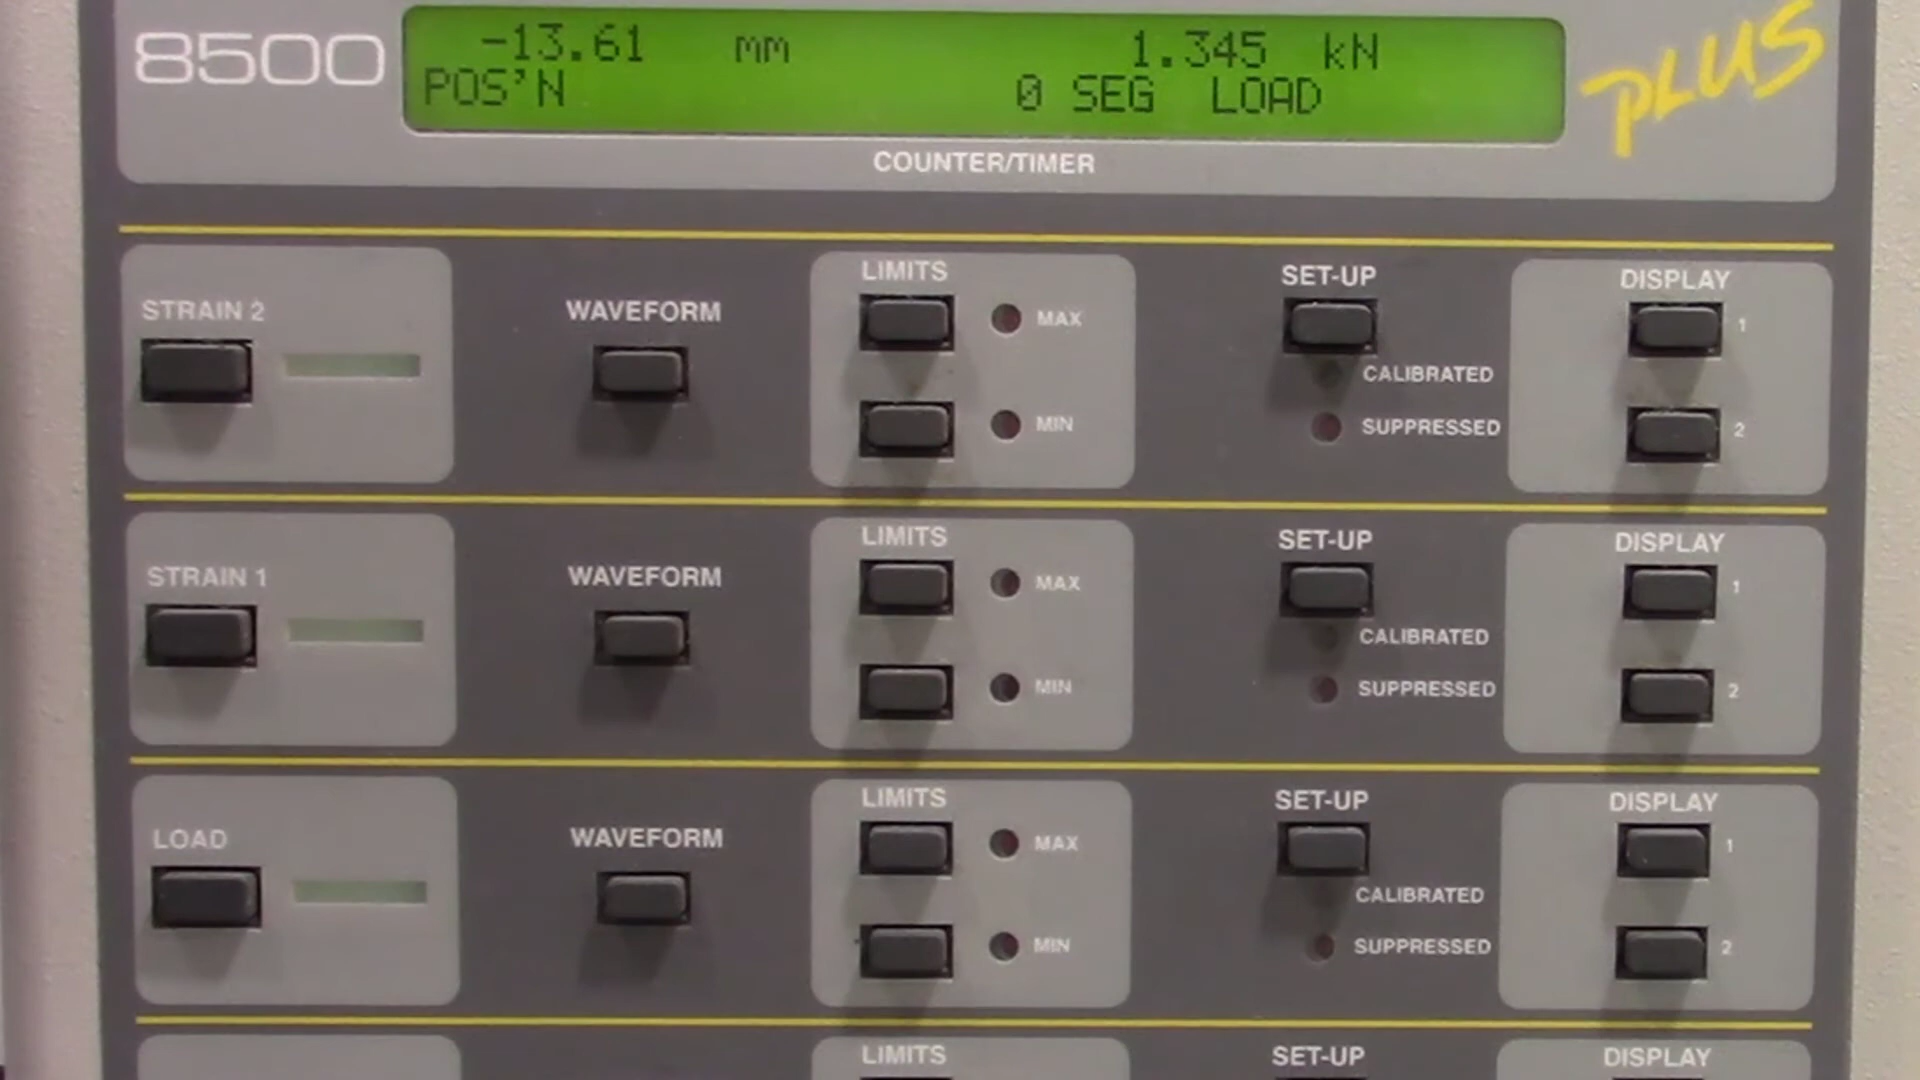 8500
-13.61 mm 1.345 kN
POS'N 0 SEG LOAD
PLUS
COUNTER/TIMER
STRAIN 2
WAVEFORM
LIMITS
MAX
MIN
SET-UP
CALIBRATED
SUPPRESSED
DISPLAY
1
2
STRAIN 1
WAVEFORM
LIMITS
MAX
MIN
SET-UP
CALIBRATED
SUPPRESSED
DISPLAY
1
2
LOAD
WAVEFORM
LIMITS
MAX
MIN
SET-UP
CALIBRATED
SUPPRESSED
DISPLAY
1
2
LIMITS
SET-UP
DISPLAY